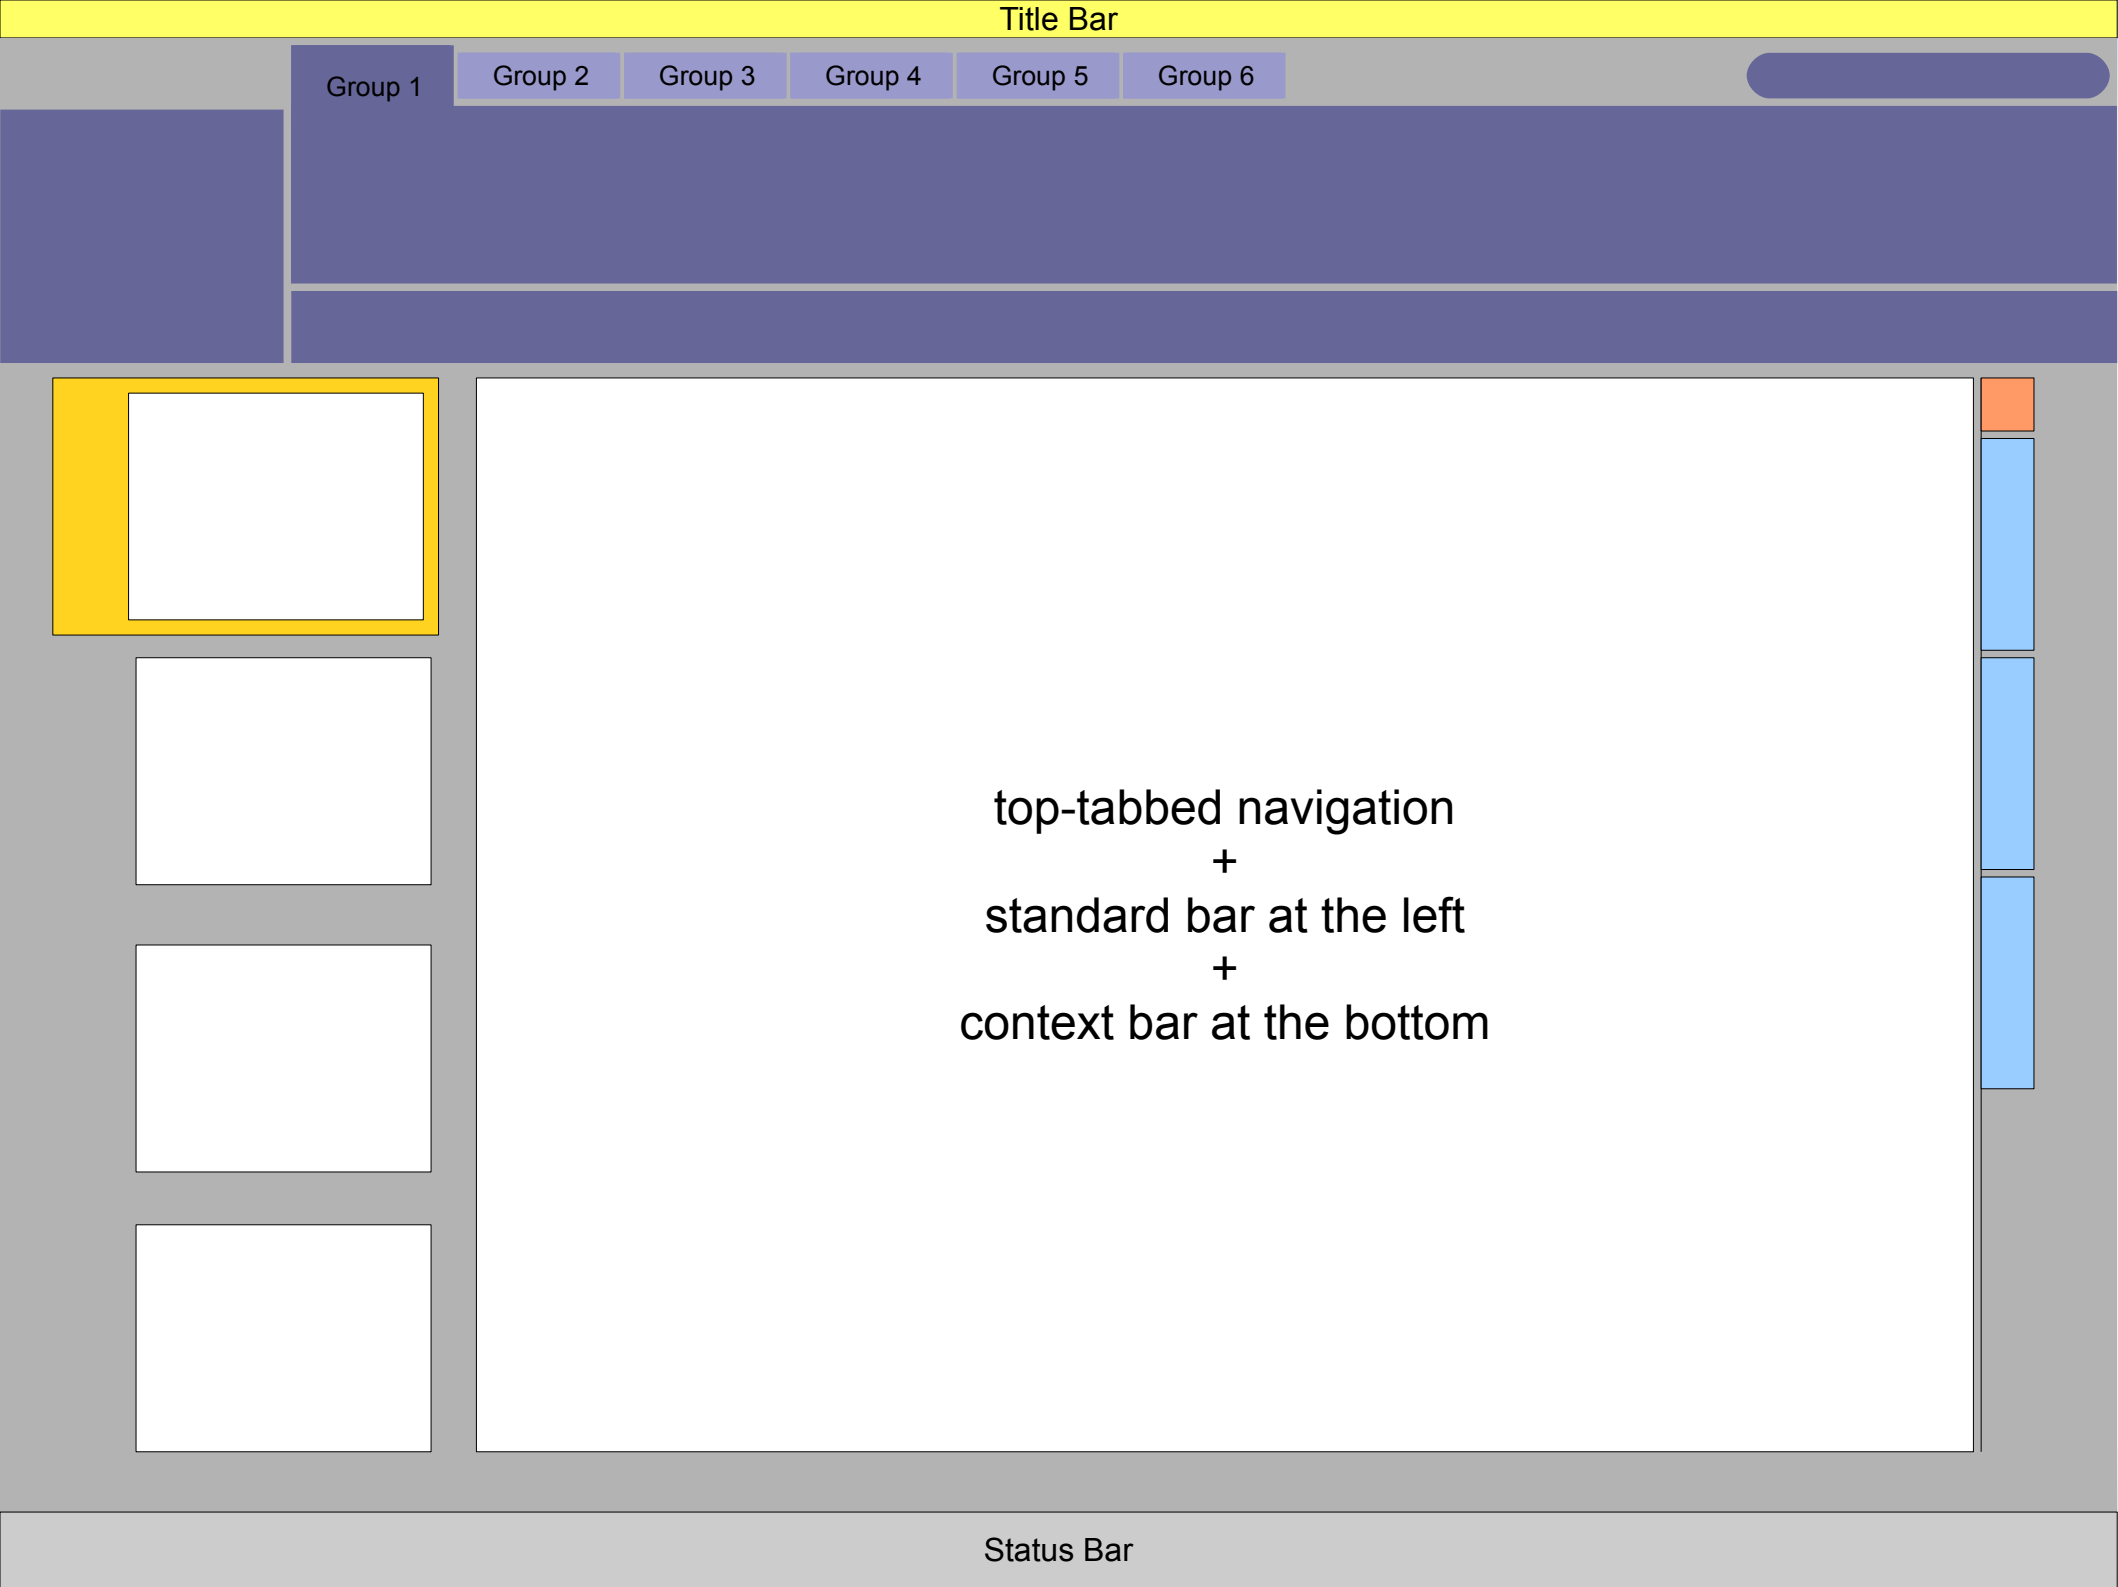 Title Bar
Group 1
Group 2
Group 3
Group 4
Group 5
Group 6
top-tabbed navigation
+
standard bar at the left
+
context bar at the bottom
Status Bar